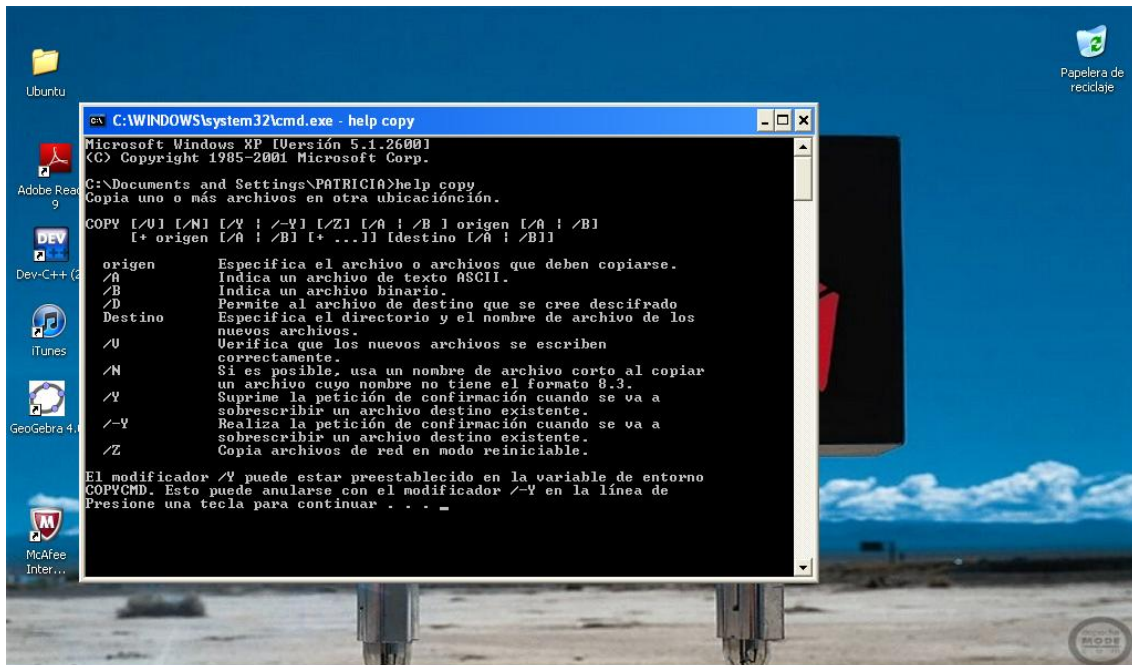 Ubuntu
Papelera de
reciclaje
Adobe Rea
9
DEV
Dev-C++ (2
iTunes
GeoGebra 4.
McAfee
Inter...
C:\WINDOWS\system32\cmd.exe - help copy
Microsoft Windows XP [Versión 5.1.2600]
(C) Copyright 1985-2001 Microsoft Corp.
C:\Documents and Settings\PATRICIA>help copy
Copia uno o más archivos en otra ubicaciónción.
COPY [/V] [/N] [/Y ¦ /-Y] [/Z] [/A ¦ /B ] origen [/A ¦ /B]
[+ origen [/A ¦ /B] [+ ...]] [destino [/A ¦ /B]]
origen Especifica el archivo o archivos que deben copiarse.
/A Indica un archivo de texto ASCII.
/B Indica un archivo binario.
/D Permite al archivo de destino que se cree descifrado
Destino Especifica el directorio y el nombre de archivo de los
nuevos archivos.
/V Verifica que los nuevos archivos se escriben
correctamente.
/N Si es posible, usa un nombre de archivo corto al copiar
un archivo cuyo nombre no tiene el formato 8.3.
/Y Suprime la petición de confirmación cuando se va a
sobrescribir un archivo destino existente.
/-Y Realiza la petición de confirmación cuando se va a
sobrescribir un archivo destino existente.
/Z Copia archivos de red en modo reiniciable.
El modificador /Y puede estar preestablecido en la variable de entorno
COPYCMD. Esto puede anularse con el modificador /-Y en la línea de
Presione una tecla para continuar . . . _
MODE